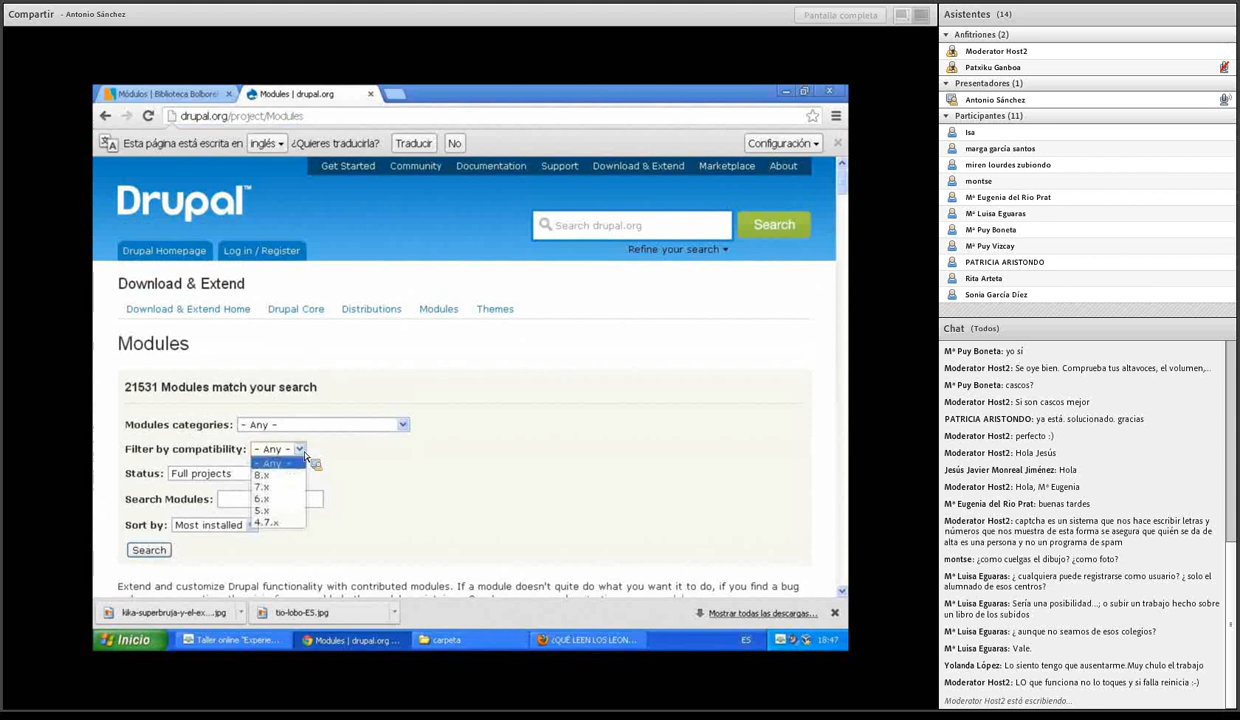 Compartir - Antonio Sánchez
Pantalla completa
Módulos | Biblioteca Bolbore
Modules | drupal.org
drupal.org/project/Modules
Esta página está escrita en inglés ¿Quieres traducirla? Traducir No Configuración
Get Started Community Documentation Support Download & Extend Marketplace About
Drupal™
Search drupal.org Search
Refine your search
Drupal Homepage Log in / Register
Download & Extend
Download & Extend Home Drupal Core Distributions Modules Themes
Modules
21531 Modules match your search
Modules categories: - Any -
Filter by compatibility: - Any -
- Any -
8.x
Status: Full projects
7.x
6.x
Search Modules:
5.x
Sort by: Most installed
4.7.x
Search
Extend and customize Drupal functionality with contributed modules. If a module doesn't quite do what you want it to do, if you find a bug
kika-superbruja-y-el-ex....jpg
tio-lobo-ES.jpg
Mostrar todas las descargas...
Inicio
Taller online "Experie...
Modules | drupal.org ...
carpeta
¿QUÉ LEEN LOS LEON...
ES
18:47
Asistentes (14)
Anfitriones (2)
Moderator Host2
Patxiku Ganboa
Presentadores (1)
Antonio Sánchez
Participantes (11)
Isa
marga garcía santos
miren lourdes zubiondo
montse
Mª Eugenia del Rio Prat
Mª Luisa Eguaras
Mª Puy Boneta
Mª Puy Vizcay
PATRICIA ARISTONDO
Rita Arteta
Sonia García Díez
Chat (Todos)
Mª Puy Boneta: yo sí
Moderator Host2: Se oye bien. Comprueba tus altavoces, el volumen,...
Mª Puy Boneta: cascos?
Moderator Host2: Si son cascos mejor
PATRICIA ARISTONDO: ya está. solucionado. gracias
Moderator Host2: perfecto :)
Moderator Host2: Hola Jesús
Jesús Javier Monreal Jiménez: Hola
Moderator Host2: Hola, Mª Eugenia
Mª Eugenia del Rio Prat: buenas tardes
Moderator Host2: captcha es un sistema que nos hace escribir letras y
números que nos muestra de esta forma se asegura que quién se da de
alta es una persona y no un programa de spam
montse: ¿como cuelgas el dibujo? ¿como foto?
Mª Luisa Eguaras: ¿ cualquiera puede registrarse como usuario? ¿ solo el
alumnado de esos centros?
Mª Luisa Eguaras: Sería una posibilidad...; o subir un trabajo hecho sobre
un libro de los subidos
Mª Luisa Eguaras: ¿ aunque no seamos de esos colegios?
Mª Luisa Eguaras: Vale.
Yolanda López: Lo siento tengo que ausentarme.Muy chulo el trabajo
Moderator Host2: LO que funciona no lo toques y si falla reinicia :-)
Moderator Host2 está escribiendo...